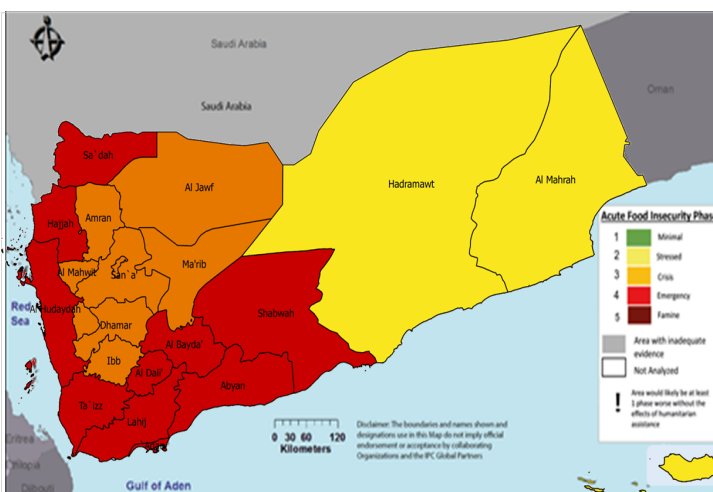 Saudi Arabia
Saudi Arabia
Oman
Sa`dah
Al Jawf
Hadramawt
Al Mahrah
Hajjah
Amran
Ma'rib
Al Mahwit
San`a'
Al Hudaydah
Red
Sea
Dhamar
Shabwah
Al Bayda'
Ibb
Al Dali'
Abyan
Ta`izz
Lahij
Acute Food Insecurity Phase
1 Minimal
2 Stressed
3 Crisis
4 Emergency
5 Famine
Area with inadequate
evidence
Not Analyzed
! Area would likely be at least
1 phase worse without the
effects of humanitarian
assistance
0 30 60 120
Kilometers
Disclaimer: The boundaries and names shown and
designations use in this Map do not imply official
endorsement or acceptance by collaborating
Organizations and the IPC Global Partners
Eritrea
Djibouti
Gulf of Aden